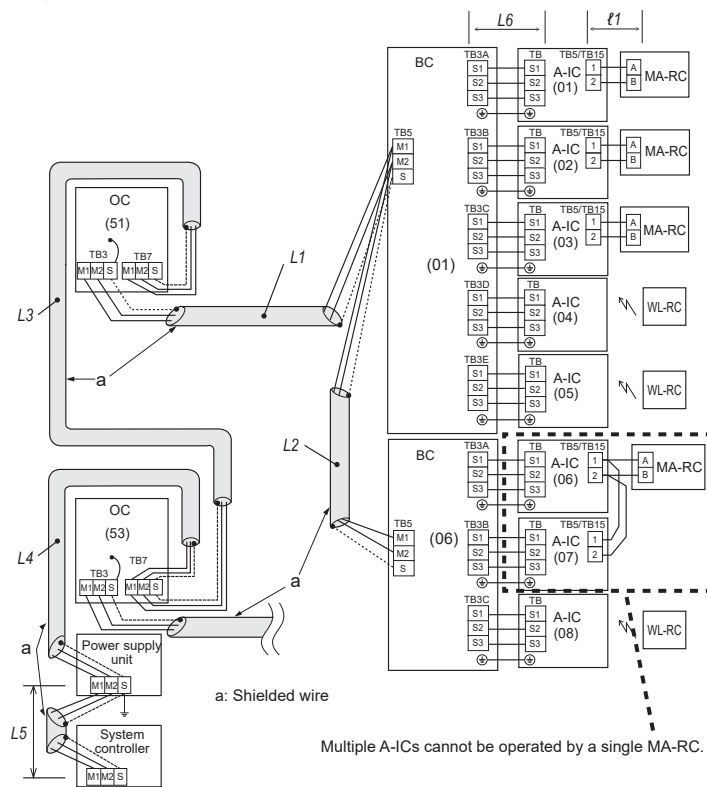 L6
ℓ1
BC
TB3A
S1
S2
S3
TB
S1
S2
S3
A-IC
(01)
TB5/TB15
1
2
A
B
MA-RC
TB5
M1
M2
S
TB3B
S1
S2
S3
TB
S1
S2
S3
A-IC
(02)
TB5/TB15
1
2
A
B
MA-RC
OC
(51)
TB3
M1 M2 S
TB7
M1 M2 S
L1
L3
a
(01)
TB3C
S1
S2
S3
TB
S1
S2
S3
A-IC
(03)
TB5/TB15
1
2
A
B
MA-RC
TB3D
S1
S2
S3
TB
S1
S2
S3
A-IC
(04)
WL-RC
TB3E
S1
S2
S3
TB
S1
S2
S3
A-IC
(05)
WL-RC
L2
BC
(06)
TB5
M1
M2
S
TB3A
S1
S2
S3
TB
S1
S2
S3
A-IC
(06)
TB5/TB15
1
2
A
B
MA-RC
TB3B
S1
S2
S3
TB
S1
S2
S3
A-IC
(07)
TB5/TB15
1
2
TB3C
S1
S2
S3
TB
S1
S2
S3
A-IC
(08)
WL-RC
OC
(53)
TB3
M1 M2 S
TB7
M1 M2 S
L4
a
a
Power supply
unit
M1 M2 S
L5
System
controller
M1 M2 S
a: Shielded wire
Multiple A-ICs cannot be operated by a single MA-RC.